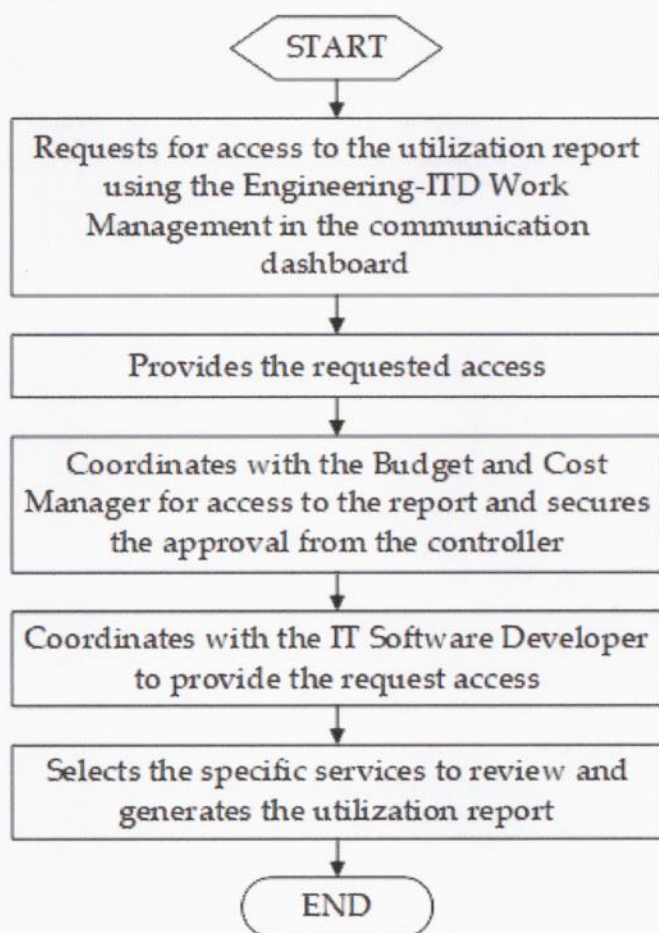 START
Requests for access to the utilization report
using the Engineering-ITD Work
Management in the communication
dashboard
Provides the requested access
Coordinates with the Budget and Cost
Manager for access to the report and secures
the approval from the controller
Coordinates with the IT Software Developer
to provide the request access
Selects the specific services to review and
generates the utilization report
END